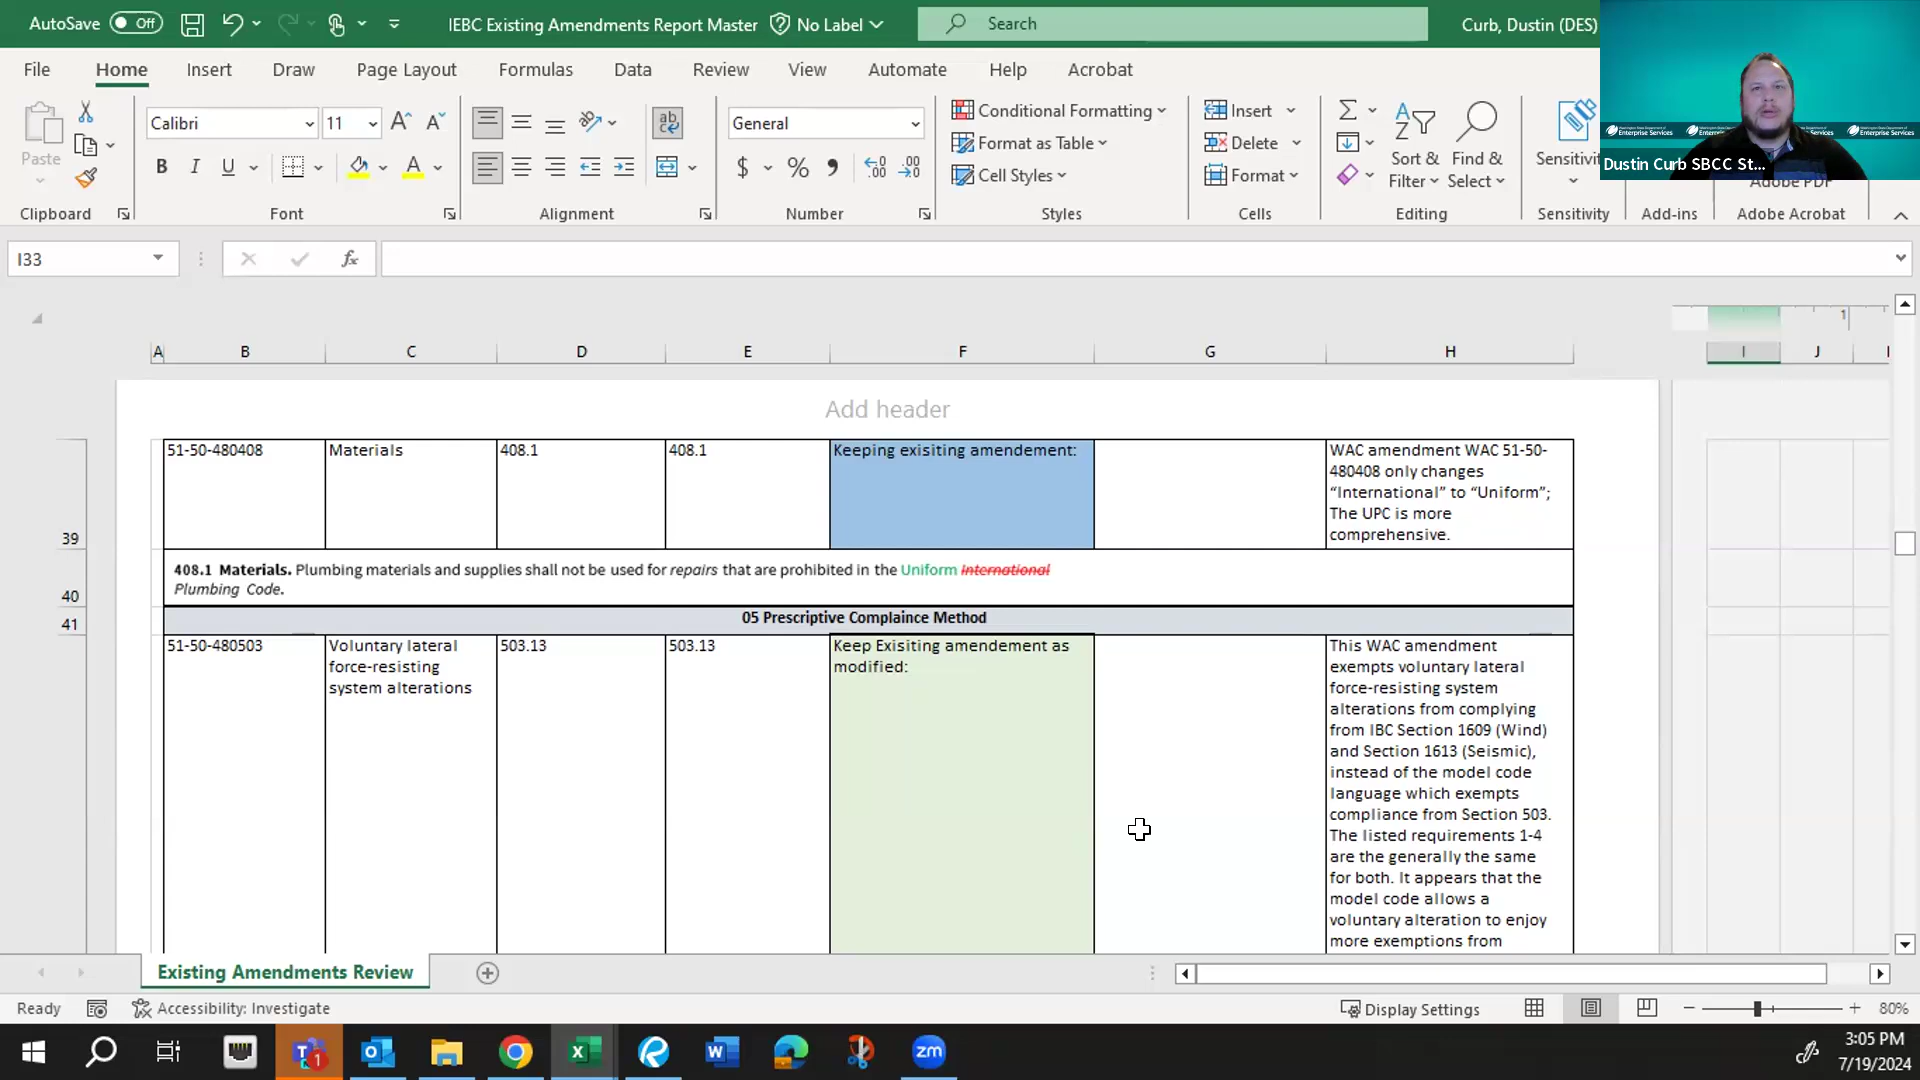 AutoSave Off
IEBC Existing Amendments Report Master
No Label
Search
Curb, Dustin (DES)
File Home Insert Draw Page Layout Formulas Data Review View Automate Help Acrobat
Paste
Calibri 11
General
Conditional Formatting
Format as Table
Cell Styles
Insert
Delete
Format
Sort & Filter
Find & Select
Sensitivit
Adobe PDF
Clipboard Font Alignment Number Styles Cells Editing Sensitivity Add-ins Adobe Acrobat
Enterprise Services
Enterprise Services
Dustin Curb SBCC St...
I33
fx
1
A B C D E F G H I J
Add header
39
51-50-480408
Materials
408.1
408.1
Keeping exisiting amendement:
WAC amendment WAC 51-50-
480408 only changes
“International” to “Uniform”;
The UPC is more
comprehensive.
40
408.1 Materials. Plumbing materials and supplies shall not be used for repairs that are prohibited in the Uniform International
Plumbing Code.
41
05 Prescriptive Complaince Method
51-50-480503
Voluntary lateral
force-resisting
system alterations
503.13
503.13
Keep Exisiting amendement as
modified:
This WAC amendment
exempts voluntary lateral
force-resisting system
alterations from complying
from IBC Section 1609 (Wind)
and Section 1613 (Seismic),
instead of the model code
language which exempts
compliance from Section 503.
The listed requirements 1-4
are the generally the same
for both. It appears that the
model code allows a
voluntary alteration to enjoy
more exemptions from
Existing Amendments Review
Ready
Accessibility: Investigate
Display Settings
80%
zm
3:05 PM
7/19/2024